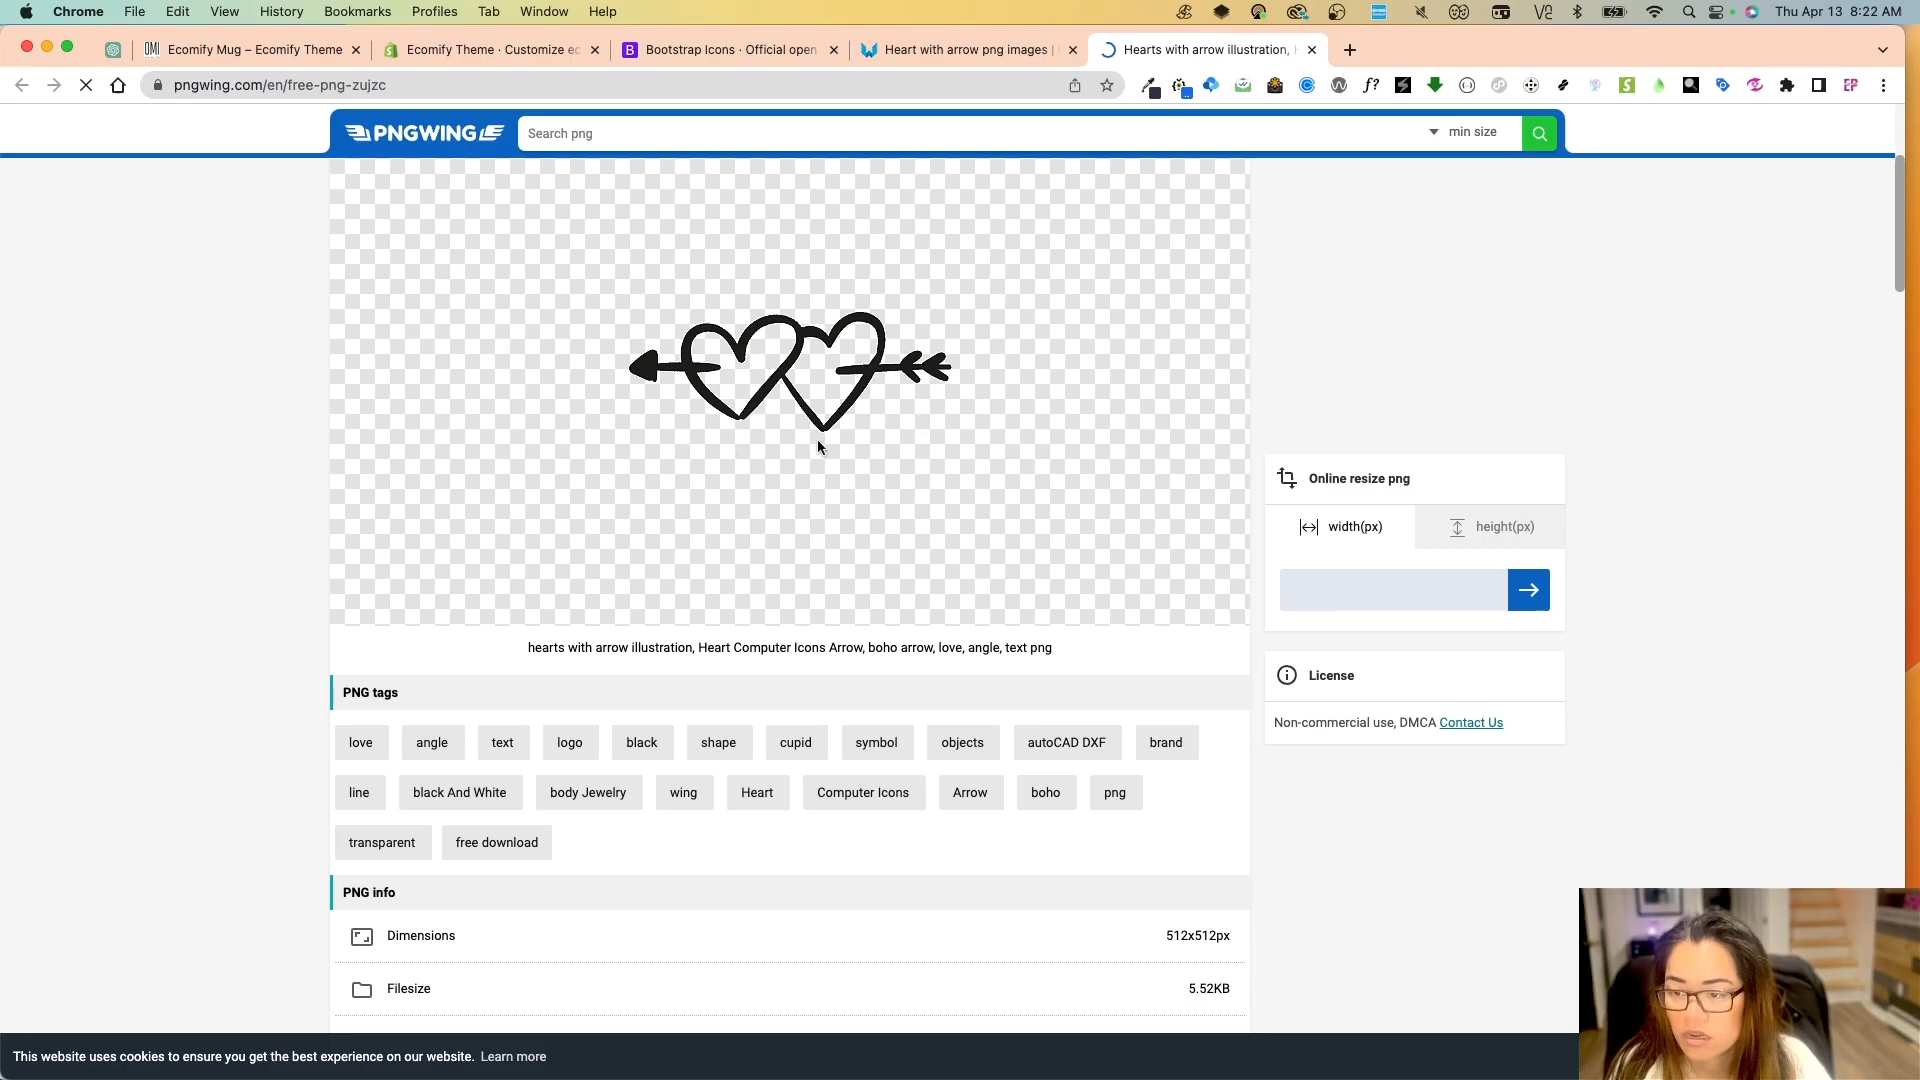 Chrome File Edit View History Bookmarks Profiles Tab Window Help Thu Apr 13 8:22 AM
Ecomify Mug – Ecomify Theme
Ecomify Theme · Customize ec
Bootstrap Icons · Official open
Heart with arrow png images |
Hearts with arrow illustration,
pngwing.com/en/free-png-zujzc
PNGWING
Search png
min size
hearts with arrow illustration, Heart Computer Icons Arrow, boho arrow, love, angle, text png
Online resize png
width(px) height(px)
License
Non-commercial use, DMCA Contact Us
PNG tags
love angle text logo black shape cupid symbol objects autoCAD DXF brand
line black And White body Jewelry wing Heart Computer Icons Arrow boho png
transparent free download
PNG info
Dimensions 512x512px
Filesize 5.52KB
This website uses cookies to ensure you get the best experience on our website. Learn more